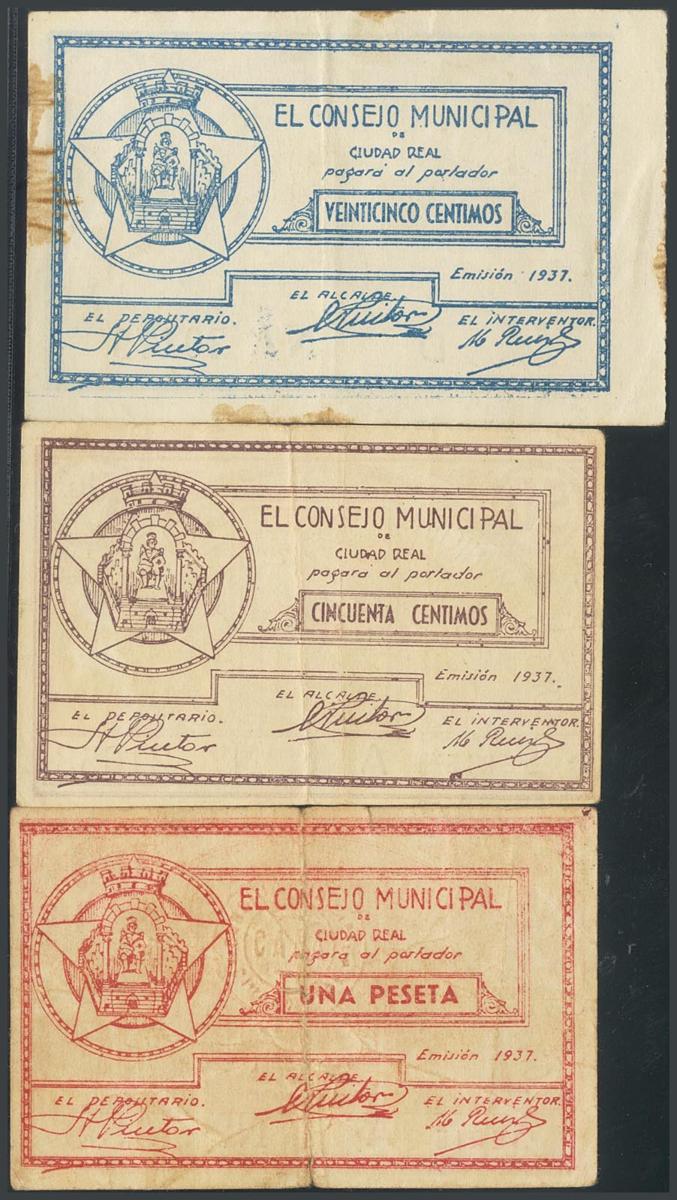 EL CONSEJO MUNICIPAL
DE
CIUDAD REAL
pagará al portador
VEINTICINCO CENTIMOS
Emisión 1937.
EL ALCALDE,
EL DEPOSITARIO.
EL INTERVENTOR.
EL CONSEJO MUNICIPAL
DE
CIUDAD REAL
pagará al portador
CINCUENTA CENTIMOS
Emisión 1937.
EL ALCALDE,
EL DEPOSITARIO.
EL INTERVENTOR.
EL CONSEJO MUNICIPAL
DE
CIUDAD REAL
pagará al portador
UNA PESETA
Emisión 1937.
EL ALCALDE,
EL DEPOSITARIO.
EL INTERVENTOR.